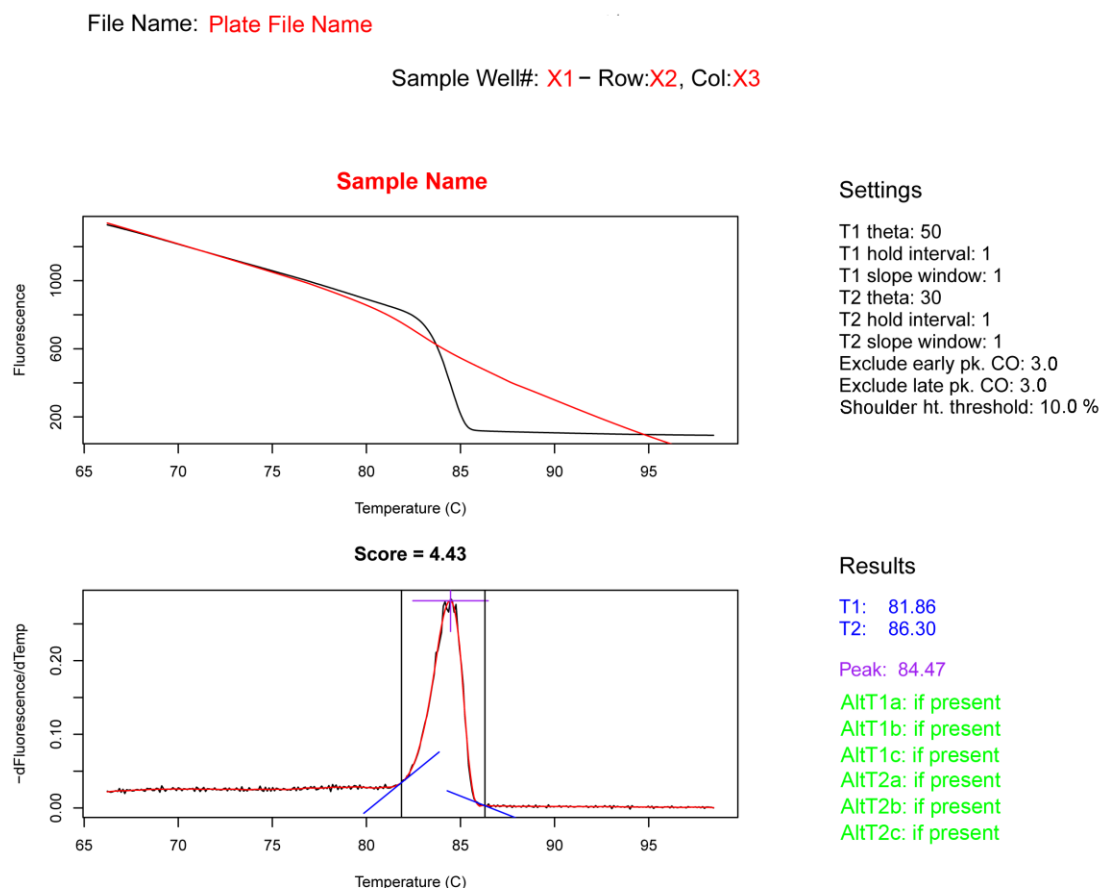 File Name: Plate File Name
Sample Well#: X1 − Row:X2, Col:X3
Sample Name
Fluorescence
200
600
1000
65
70
75
80
85
90
95
Temperature (C)
Settings
T1 theta: 50
T1 hold interval: 1
T1 slope window: 1
T2 theta: 30
T2 hold interval: 1
T2 slope window: 1
Exclude early pk. CO: 3.0
Exclude late pk. CO: 3.0
Shoulder ht. threshold: 10.0 %
Score = 4.43
−dFluorescence/dTemp
0.00
0.10
0.20
65
70
75
80
85
90
95
Temperature (C)
Results
T1: 81.86
T2: 86.30
Peak: 84.47
AltT1a: if present
AltT1b: if present
AltT1c: if present
AltT2a: if present
AltT2b: if present
AltT2c: if present